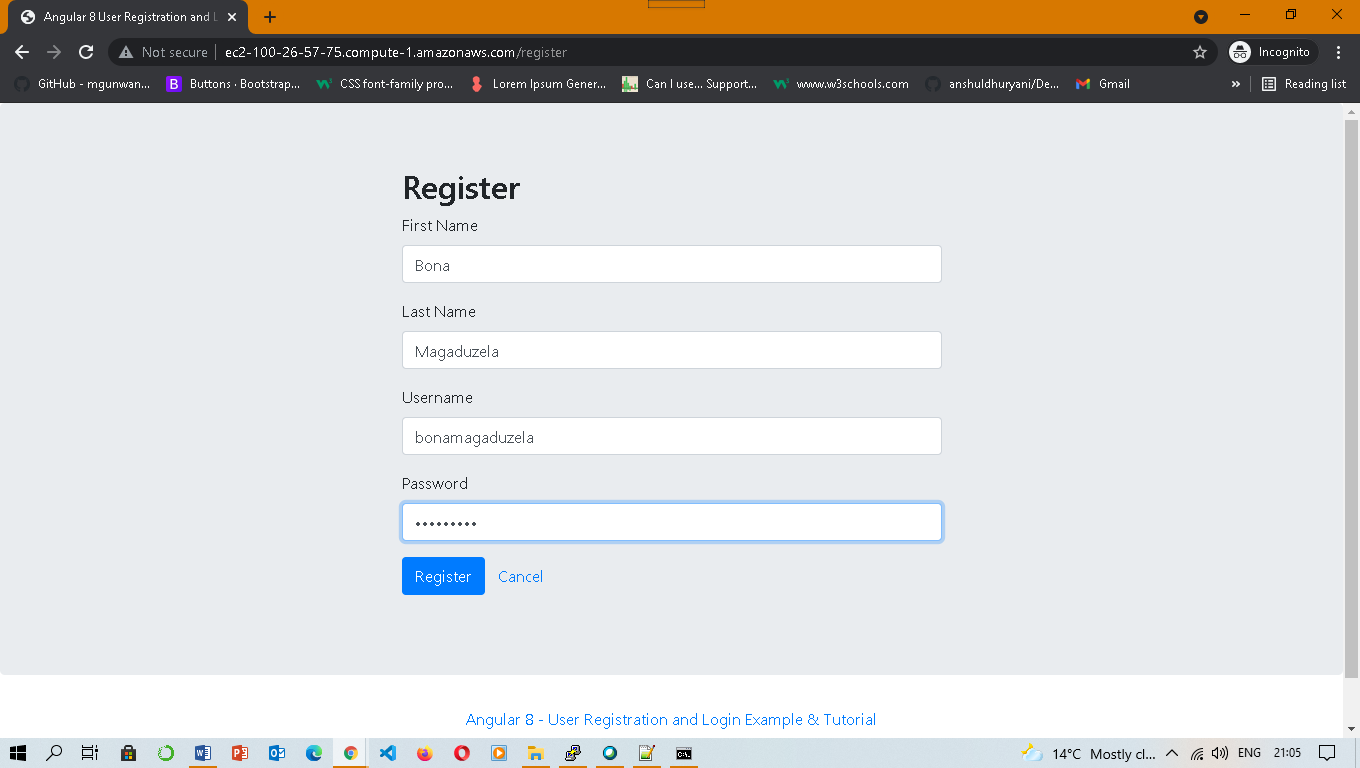 Angular 8 User Registration and L
Not secure
ec2-100-26-57-75.compute-1.amazonaws.com/register
Incognito
GitHub - mgunwan...
B
Buttons · Bootstrap...
CSS font-family pro...
Lorem Ipsum Gener...
Can I use... Support...
www.w3schools.com
anshuldhuryani/De...
Gmail
»
Reading list
Register
First Name
Bona
Last Name
Magaduzela
Username
bonamagaduzela
Password
•••••••••
Register
Cancel
Angular 8 - User Registration and Login Example & Tutorial
14°C Mostly cl...
ENG
21:05